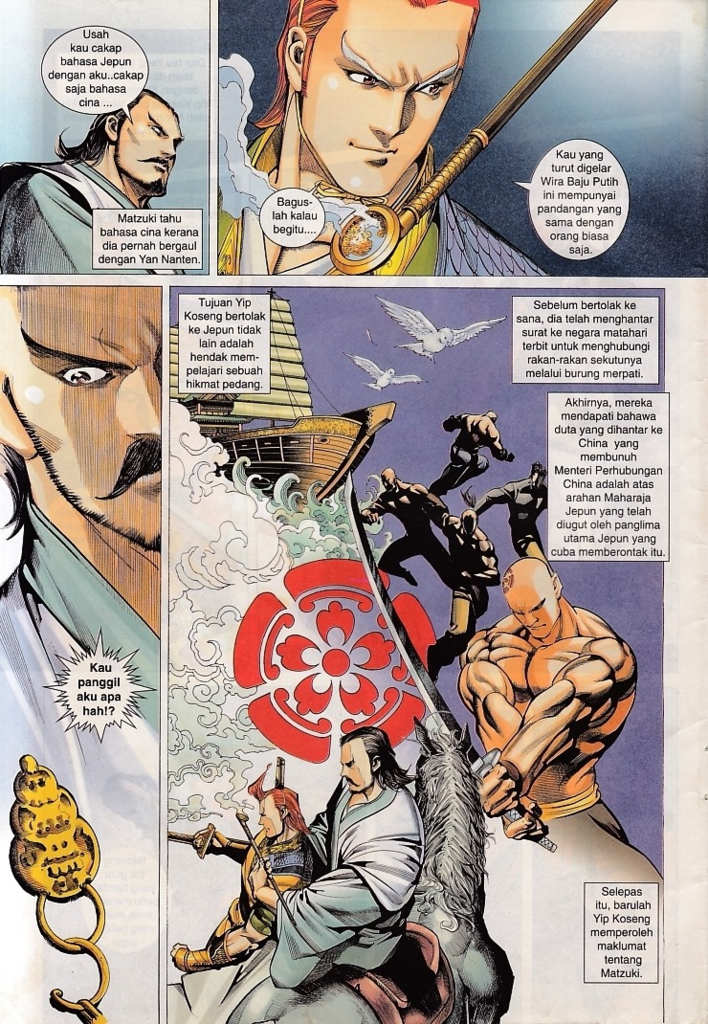 Usah
kau cakap
bahasa Jepun
dengan aku..cakap
saja bahasa
cina ...
Matzuki tahu
bahasa cina kerana
dia pernah bergaul
dengan Yan Nanten.
Bagus-
lah kalau
begitu....
Kau yang
turut digelar
Wira Baju Putih
ini mempunyai
pandangan yang
sama dengan
orang biasa
saja.
Kau
panggil
aku apa
hah!?
Tujuan Yip
Koseng bertolak
ke Jepun tidak
lain adalah
hendak mem-
pelajari sebuah
hikmat pedang.
Sebelum bertolak ke
sana, dia telah menghantar
surat ke negara matahari
terbit untuk menghubungi
rakan-rakan sekutunya
melalui burung merpati.
Akhirnya, mereka
mendapati bahawa
duta yang dihantar ke
China yang
membunuh
Menteri Perhubungan
China adalah atas
arahan Maharaja
Jepun yang telah
diugut oleh panglima
utama Jepun yang
cuba memberontak itu.
Selepas
itu, barulah
Yip Koseng
memperoleh
maklumat
tentang
Matzuki.